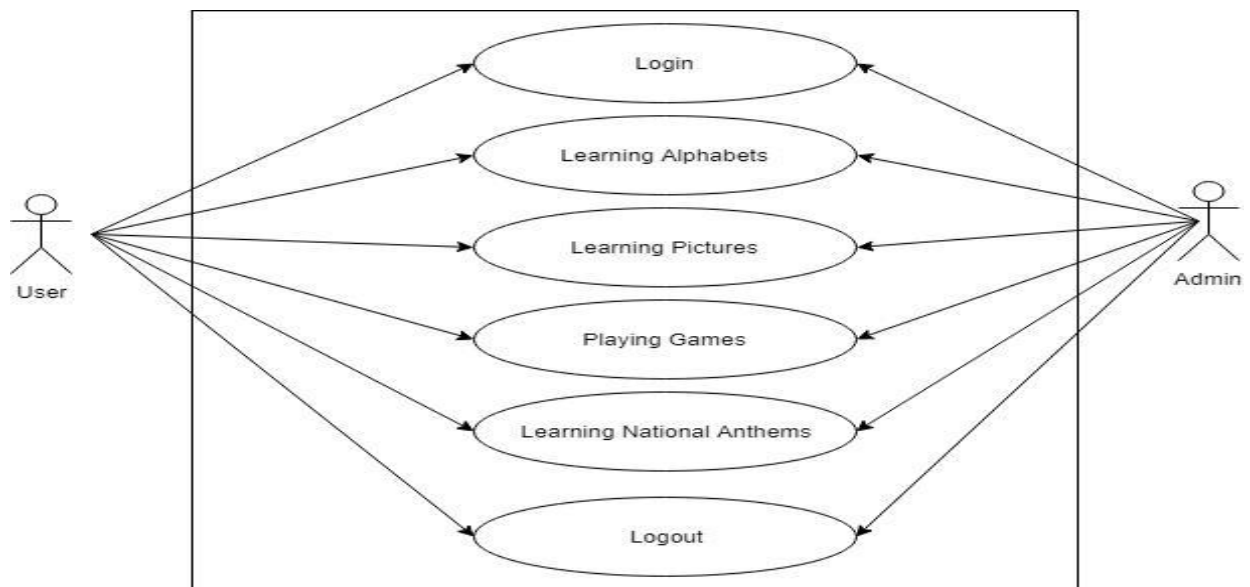 Login
Learning Alphabets
Learning Pictures
User
Admin
Playing Games
Learning National Anthems
Logout